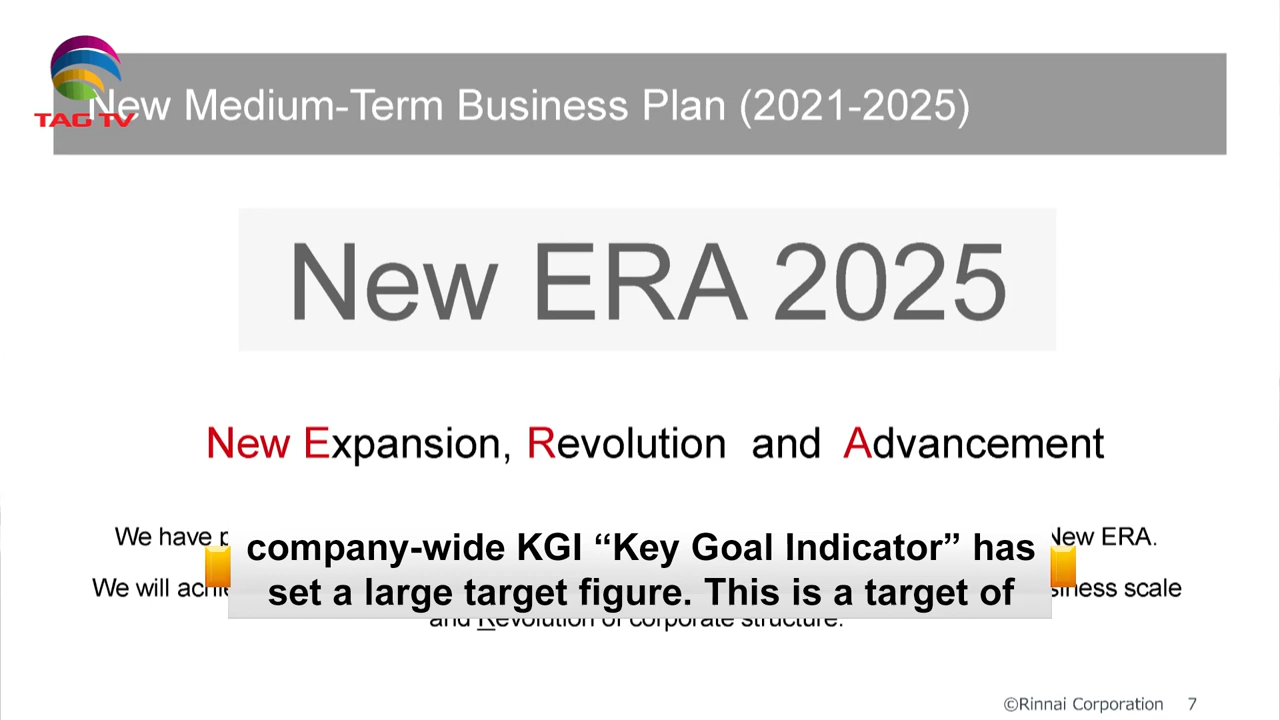 TAG TV
New Medium-Term Business Plan (2021-2025)
New ERA 2025
New Expansion, Revolution and Advancement
We have New ERA.
company-wide KGI “Key Goal Indicator” has
We will scale
set a large target figure. This is a target of
and Revolution of corporate structure.
©Rinnai Corporation 7